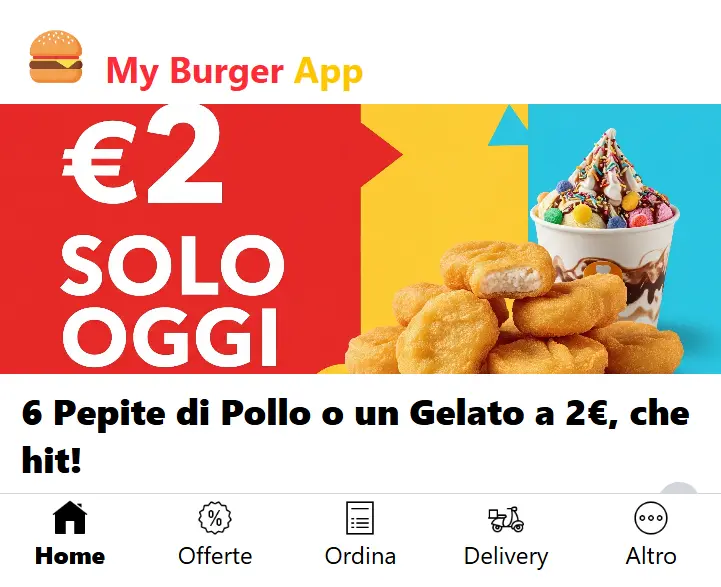 My Burger App
€2
SOLO
OGGI
6 Pepite di Pollo o un Gelato a 2€, che
hit!
%
Home
Offerte
Ordina
Delivery
Altro